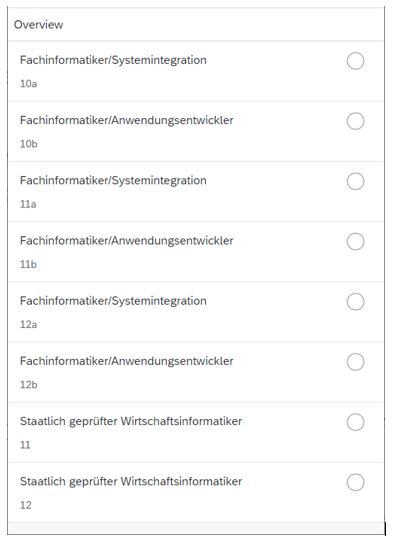 Overview
Fachinformatiker/Systemintegration
10a
Fachinformatiker/Anwendungsentwickler
10b
Fachinformatiker/Systemintegration
11a
Fachinformatiker/Anwendungsentwickler
11b
Fachinformatiker/Systemintegration
12a
Fachinformatiker/Anwendungsentwickler
12b
Staatlich geprüfter Wirtschaftsinformatiker
11
Staatlich geprüfter Wirtschaftsinformatiker
12